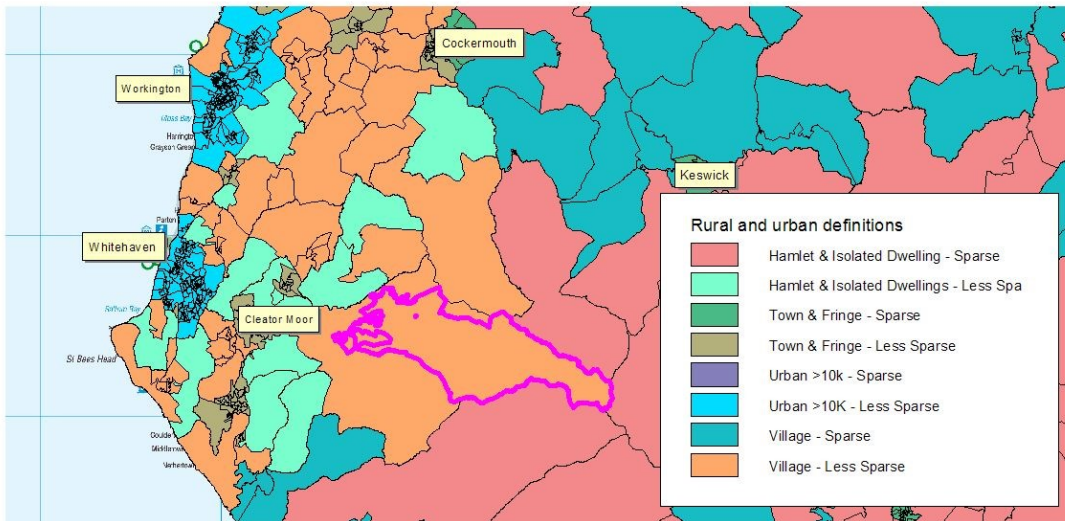 Cockermouth
Workington
Moss Bay
Harrington
Grayson Green
Keswick
Parton
Whitehaven
Rural and urban definitions
Hamlet & Isolated Dwelling - Sparse
Hamlet & Isolated Dwellings - Less Spa
Town & Fringe - Sparse
Cleator Moor
Town & Fringe - Less Sparse
St Bees Head
Urban >10k - Sparse
Urban >10K - Less Sparse
Village - Sparse
Village - Less Sparse